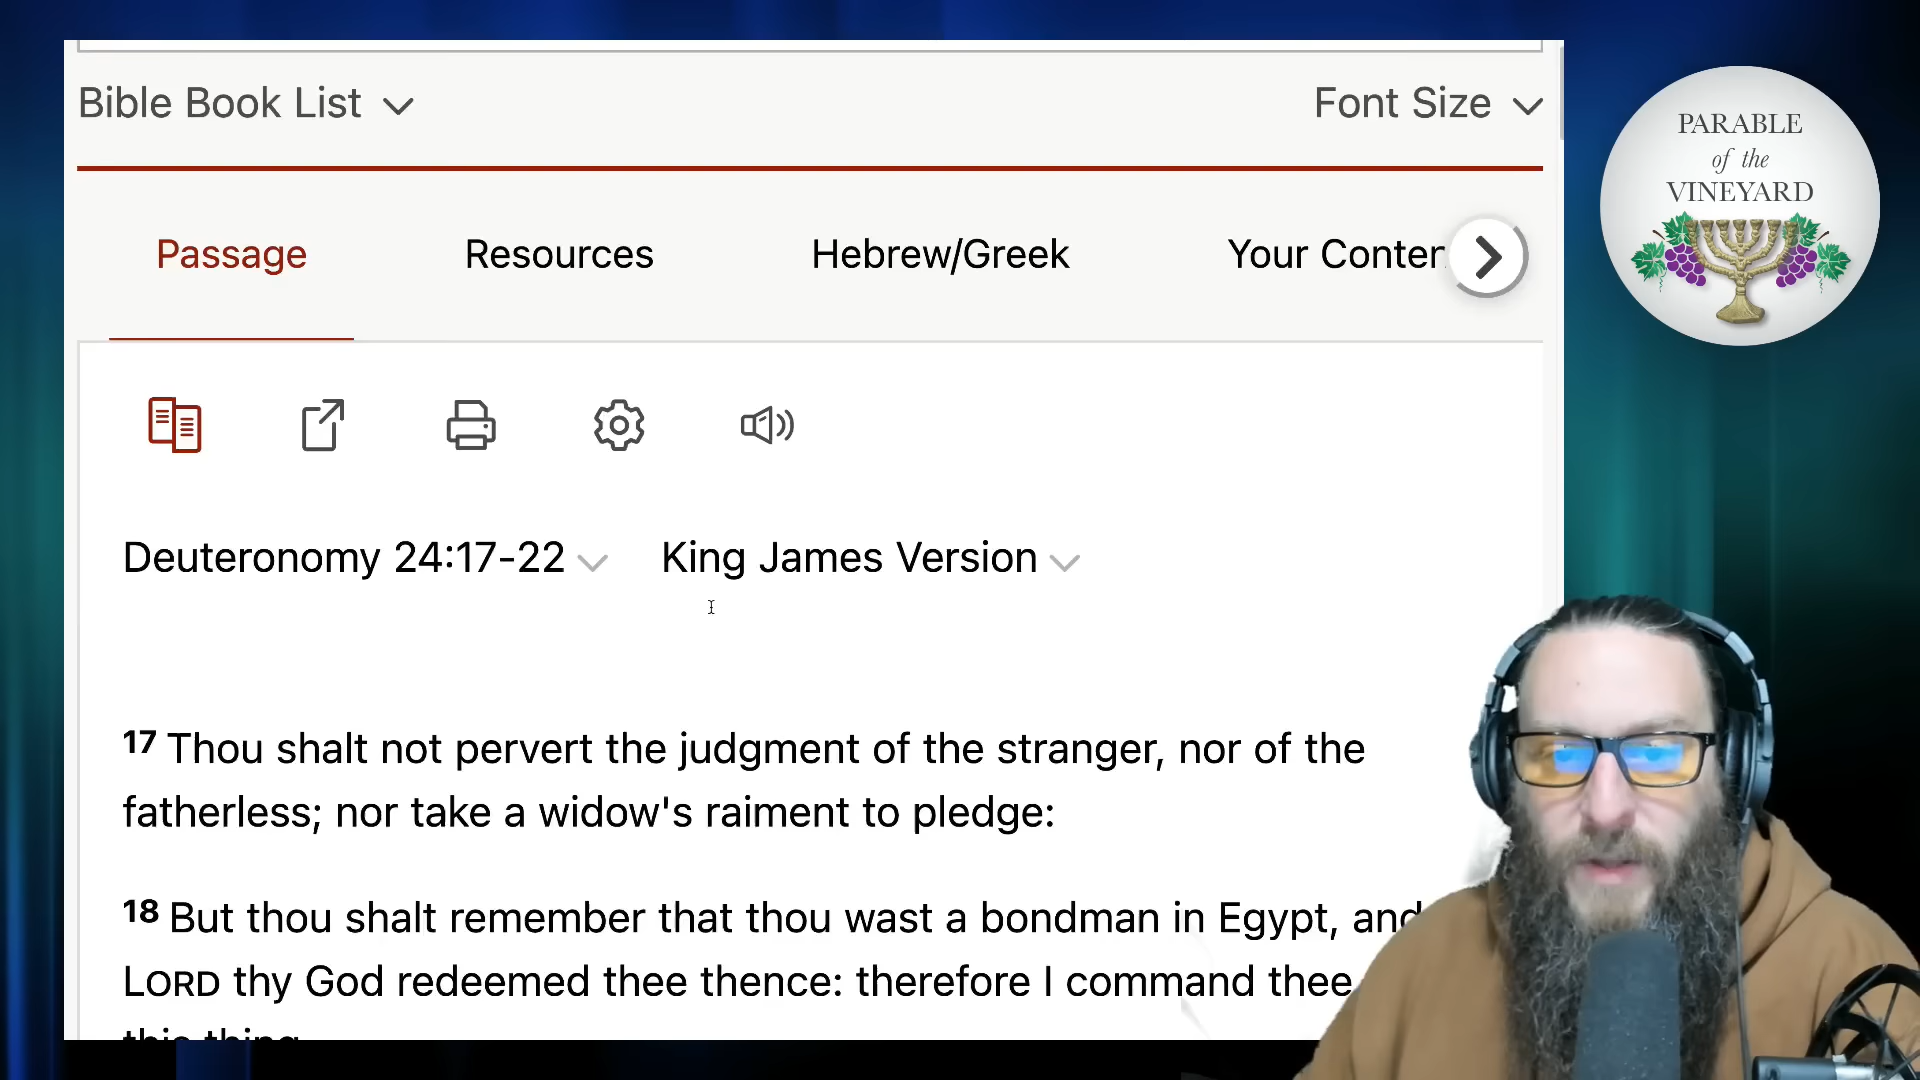 Bible Book List
Font Size
PARABLE
of the
VINEYARD
Passage
Resources
Hebrew/Greek
Your Conten
Deuteronomy 24:17-22
King James Version
17 Thou shalt not pervert the judgment of the stranger, nor of the
fatherless; nor take a widow's raiment to pledge:
18 But thou shalt remember that thou wast a bondman in Egypt, and
LORD thy God redeemed thee thence: therefore I command thee
this thing